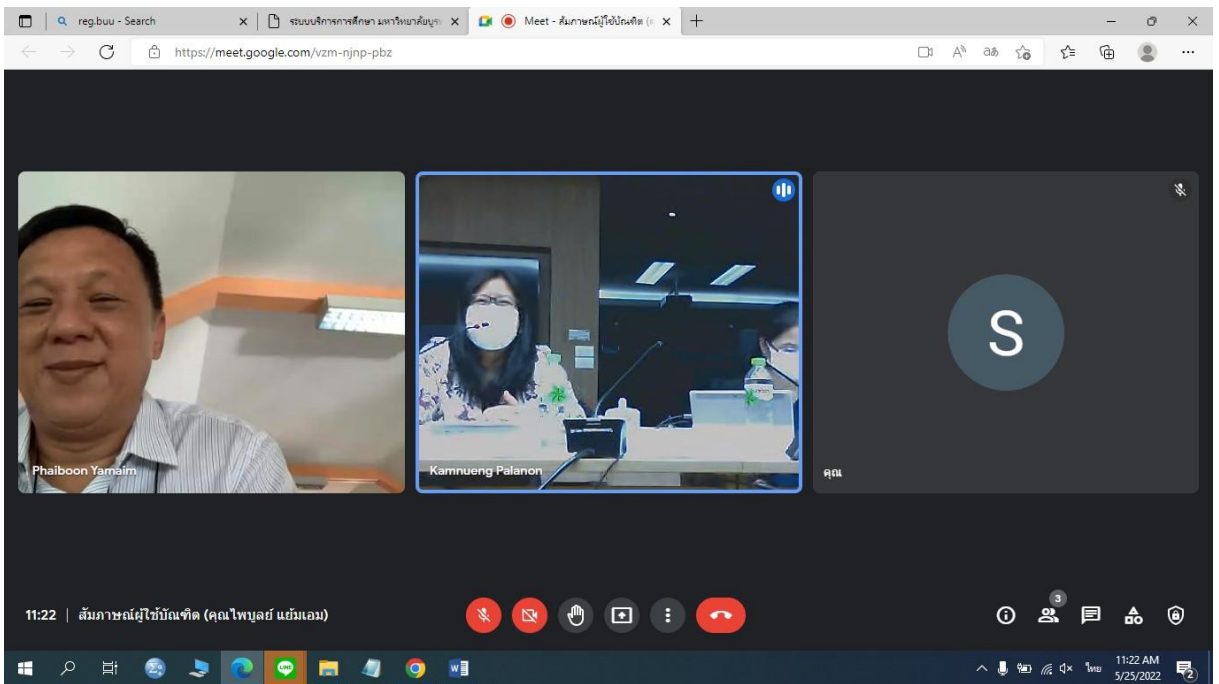 reg.buu - Search
ระบบบริการการศึกษา มหาวิทยาลัยบูร
Meet - สัมภาษณ์ผู้ใช้บัณฑิต (ค
https://meet.google.com/vzm-njnp-pbz
S
Phaiboon Yamaim
Kamnueng Palanon
คุณ
3
11:22 | สัมภาษณ์ผู้ใช้บัณฑิต (คุณไพบูลย์ แย้มเอม)
LINE
ไทย
11:22 AM
5/25/2022
2